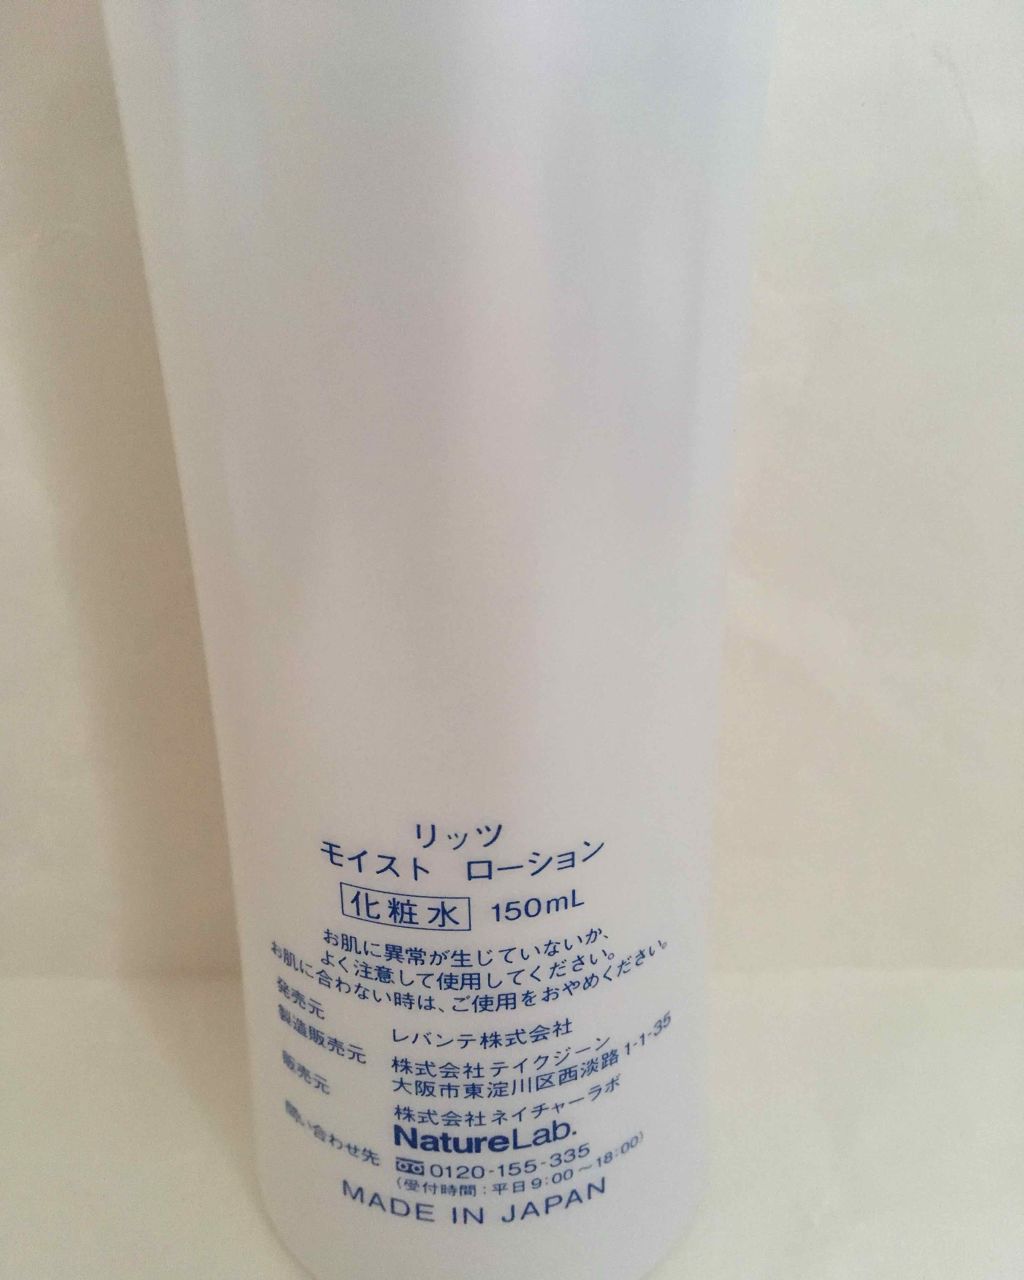 リッツ
モイスト ローション
化粧水 150mL
お肌に異常が生じていないか、
よく注意して使用してください。
お肌に合わない時は、ご使用をおやめください。
発売元 レバンテ株式会社
製造販売元 株式会社テイクジーン
大阪市東淀川区西淡路1-1-35
販売元 株式会社ネイチャーラボ
NatureLab.
問い合わせ先 0120-155-335
(受付時間:平日9:00~18:00)
MADE IN JAPAN